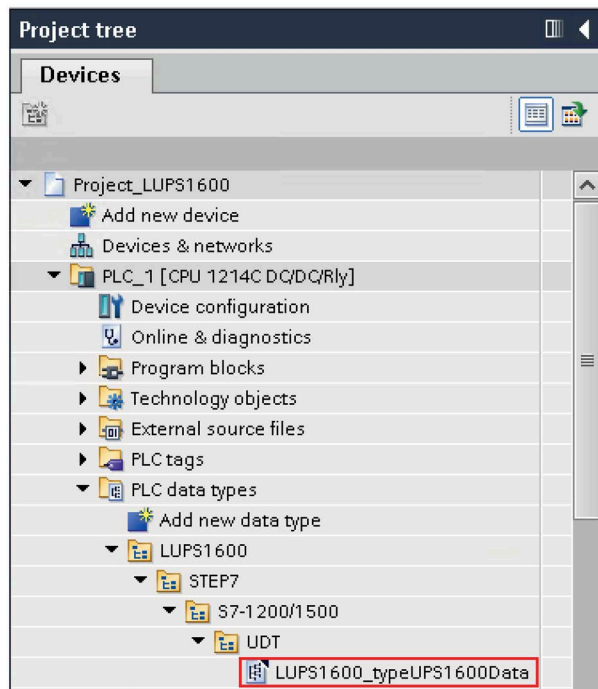 Project tree
Devices
Project_LUPS1600
Add new device
Devices & networks
PLC_1 [CPU 1214C DC/DC/Rly]
Device configuration
Online & diagnostics
Program blocks
Technology objects
External source files
PLC tags
PLC data types
Add new data type
LUPS1600
STEP7
S7-1200/1500
UDT
LUPS1600_typeUPS1600Data